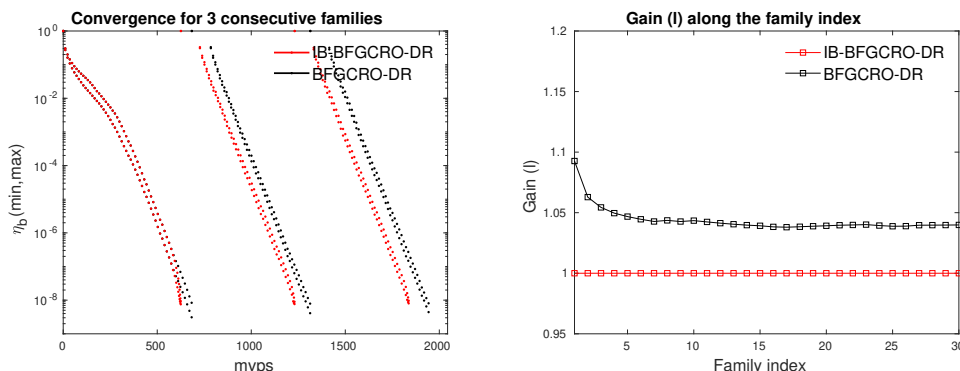 Convergence for 3 consecutive families
10^0
10^-2
10^-4
10^-6
10^-8
η_b(min,max)
IB-BFGCRO-DR
BFGCRO-DR
0 500 1000 1500 2000
mvps
Gain (I) along the family index
1.2
1.15
1.1
1.05
1
0.95
Gain (I)
IB-BFGCRO-DR
BFGCRO-DR
5 10 15 20 25 30
Family index